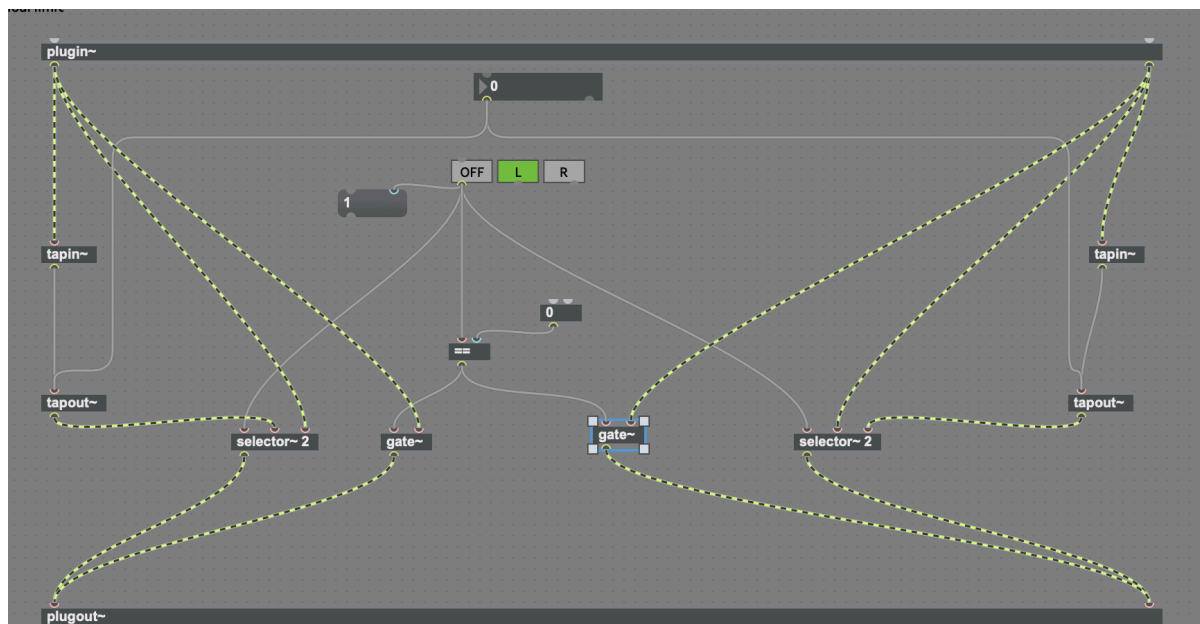 plugin~
0
OFF L R
1
tapin~
tapin~
0
==
tapout~
tapout~
selector~ 2
gate~
gate~
selector~ 2
plugout~